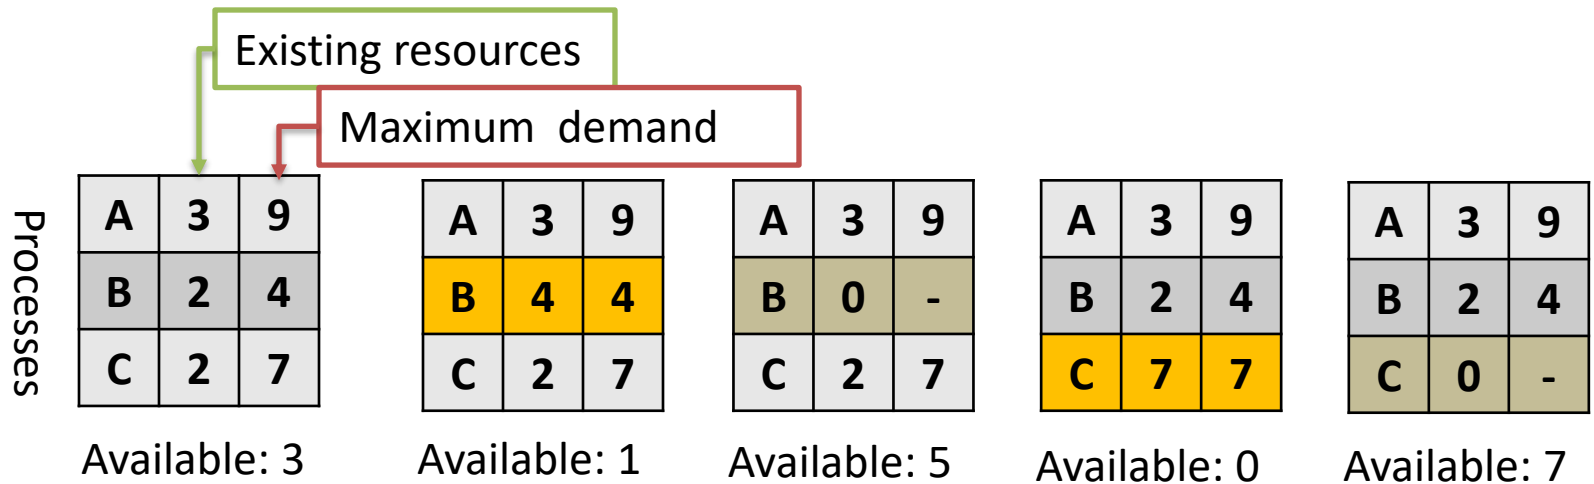 Existing resources
Maximum  demand
Processes
A 3 9
B 2 4
C 2 7
Available: 3
A 3 9
B 4 4
C 2 7
Available: 1
A 3 9
B 0 -
C 2 7
Available: 5
A 3 9
B 2 4
C 7 7
Available: 0
A 3 9
B 2 4
C 0 -
Available: 7